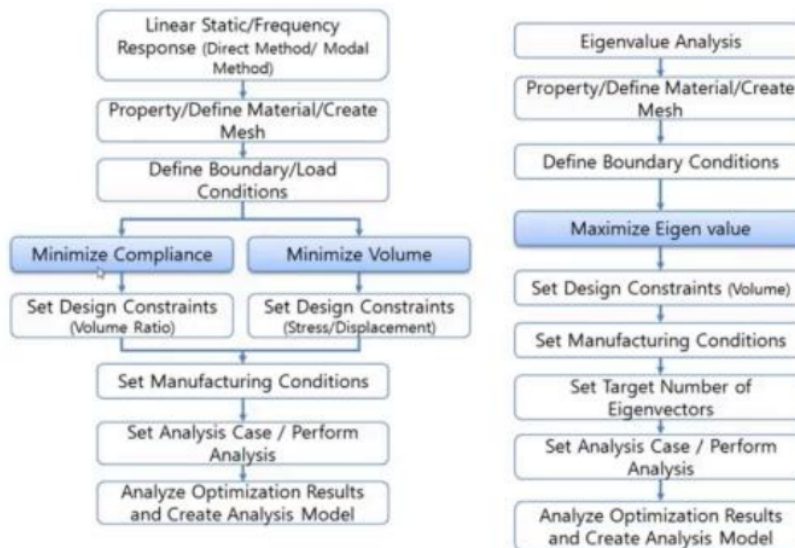 Linear Static/Frequency
Response (Direct Method/ Modal
Method)
Property/Define Material/Create
Mesh
Define Boundary/Load
Conditions
Minimize Compliance
Minimize Volume
Set Design Constraints
(Volume Ratio)
Set Design Constraints
(Stress/Displacement)
Set Manufacturing Conditions
Set Analysis Case / Perform
Analysis
Analyze Optimization Results
and Create Analysis Model
Eigenvalue Analysis
Property/Define Material/Create
Mesh
Define Boundary Conditions
Maximize Eigen value
Set Design Constraints (Volume)
Set Manufacturing Conditions
Set Target Number of
Eigenvectors
Set Analysis Case / Perform
Analysis
Analyze Optimization Results
and Create Analysis Model